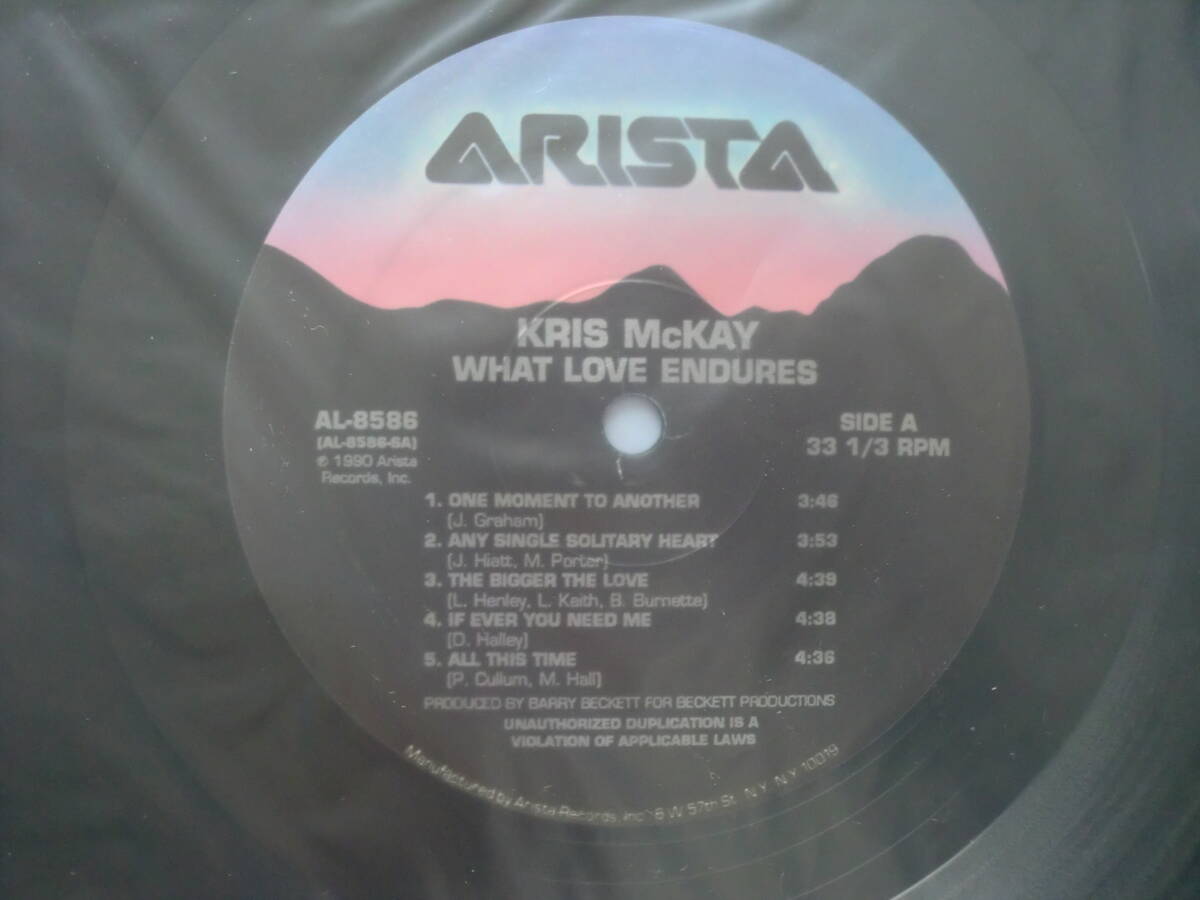 ARISTA
KRIS McKAY
WHAT LOVE ENDURES
AL-8586
(AL-8586-SA)
℗ 1990 Arista
Records, Inc.
SIDE A
33 1/3 RPM
1. ONE MOMENT TO ANOTHER 3:46
(J. Graham)
2. ANY SINGLE SOLITARY HEART 3:53
(J. Hiatt, M. Porter)
3. THE BIGGER THE LOVE 4:39
(L. Henley, L. Keith, B. Burnette)
4. IF EVER YOU NEED ME 4:38
(D. Halley)
5. ALL THIS TIME 4:36
(P. Cullum, M. Hall)
PRODUCED BY BARRY BECKETT FOR BECKETT PRODUCTIONS
UNAUTHORIZED DUPLICATION IS A
VIOLATION OF APPLICABLE LAWS
Manufactured by Arista Records, Inc. 6 W 57th St. N.Y. N.Y. 10019